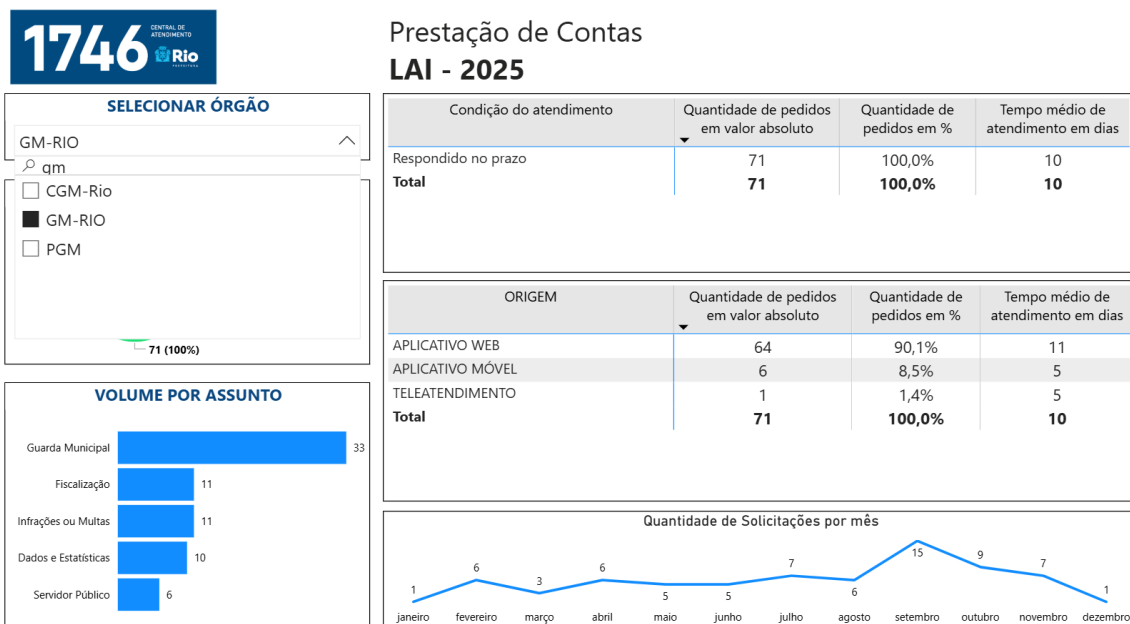 1746
CENTRAL DE
ATENDIMENTO
Rio
PREFEITURA
Prestação de Contas
LAI - 2025
SELECIONAR ÓRGÃO
GM-RIO
gm
CGM-Rio
GM-RIO
PGM
71 (100%)
Condição do atendimento Quantidade de pedidos em valor absoluto Quantidade de pedidos em % Tempo médio de atendimento em dias
Respondido no prazo 71 100,0% 10
Total 71 100,0% 10
ORIGEM Quantidade de pedidos em valor absoluto Quantidade de pedidos em % Tempo médio de atendimento em dias
APLICATIVO WEB 64 90,1% 11
APLICATIVO MÓVEL 6 8,5% 5
TELEATENDIMENTO 1 1,4% 5
Total 71 100,0% 10
VOLUME POR ASSUNTO
Guarda Municipal 33
Fiscalização 11
Infrações ou Multas 11
Dados e Estatísticas 10
Servidor Público 6
Quantidade de Solicitações por mês
1 6 3 6 5 5 7 6 15 9 7 1
janeiro fevereiro março abril maio junho julho agosto setembro outubro novembro dezembro